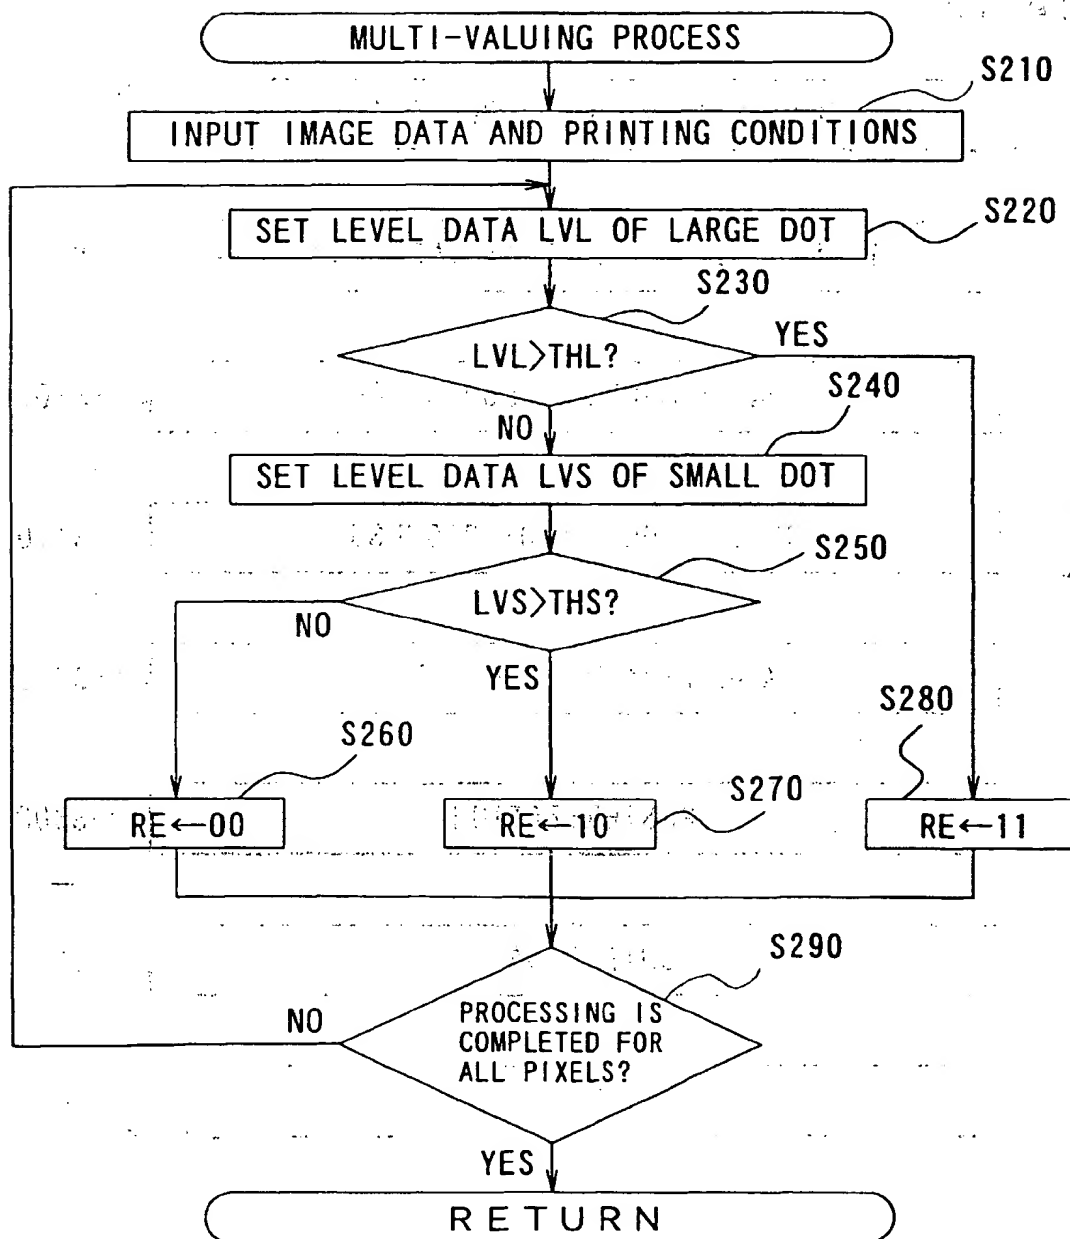 MULTI-VALUING PROCESS
S210
INPUT IMAGE DATA AND PRINTING CONDITIONS
S220
SET LEVEL DATA LVL OF LARGE DOT
S230
LVL>THL?
YES
NO
S240
SET LEVEL DATA LVS OF SMALL DOT
S250
LVS>THS?
NO
YES
S260
RE←00
S270
RE←10
S280
RE←11
S290
PROCESSING IS
COMPLETED FOR
ALL PIXELS?
NO
YES
RETURN